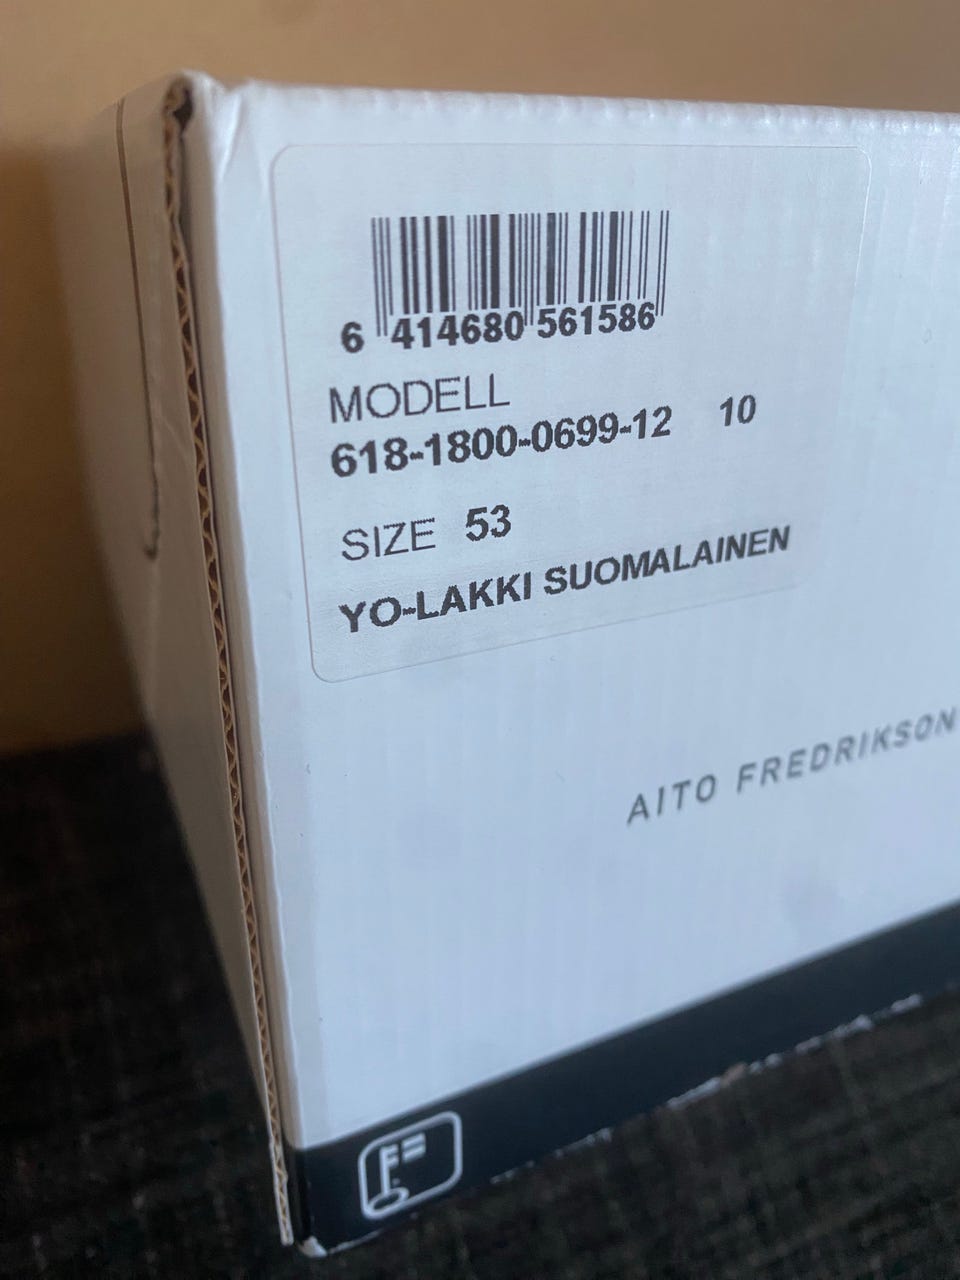 6 414680 561586
MODELL
618-1800-0699-12 10
SIZE 53
YO-LAKKI SUOMALAINEN
AITO FREDRIKSON
F